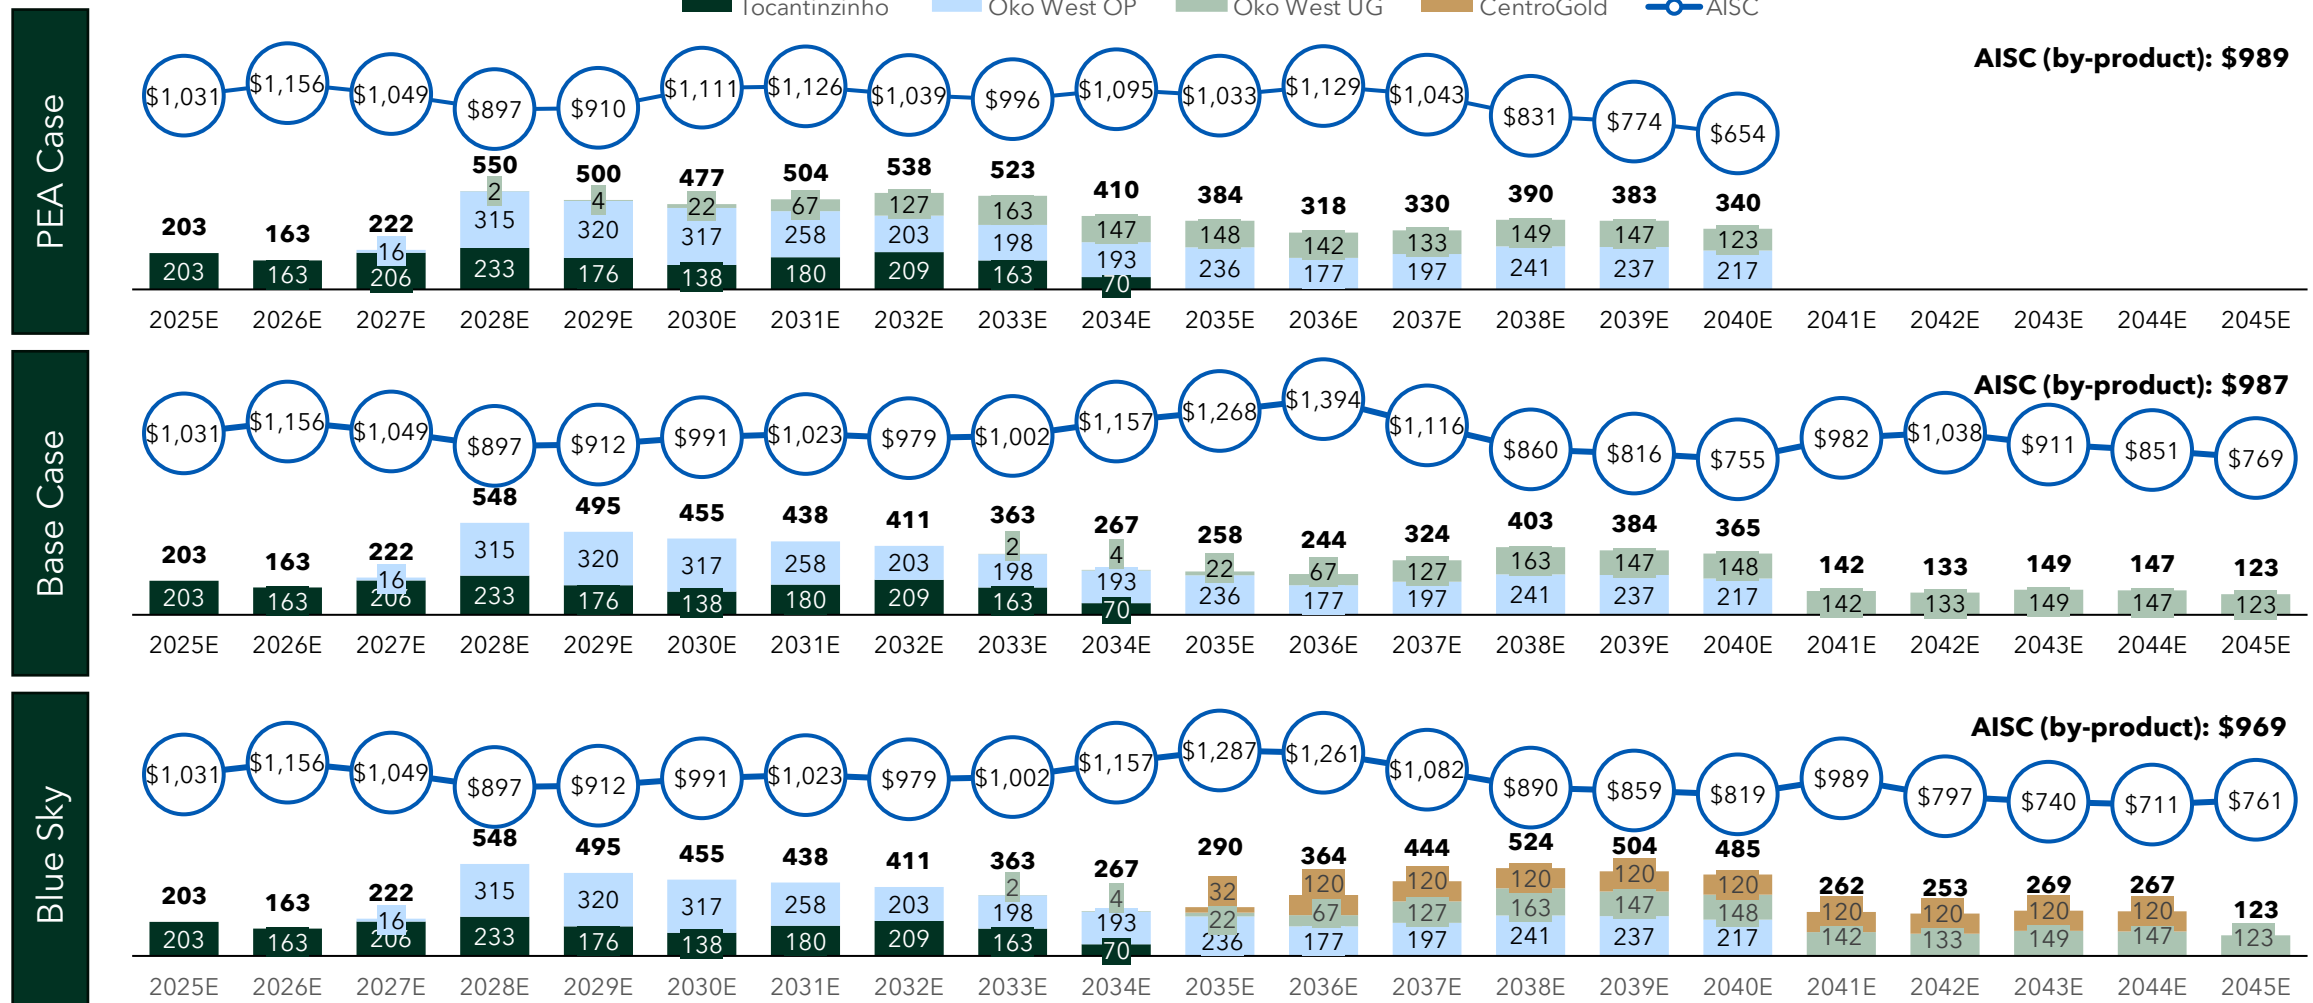 Tocantinzinho Oko West OP Oko West UG CentroGold AISC
PEA Case
AISC (by-product): $989
$1,031 $1,156 $1,049 $897 $910 $1,111 $1,126 $1,039 $996 $1,095 $1,033 $1,129 $1,043 $831 $774 $654
203 163 222 550 500 477 504 538 523 410 384 318 330 390 383 340
2 4 22 67 127 163 147 148 142 133 149 147 123
16 315 320 317 258 203 198 193 236 177 197 241 237 217
203 163 206 233 176 138 180 209 163 70
2025E 2026E 2027E 2028E 2029E 2030E 2031E 2032E 2033E 2034E 2035E 2036E 2037E 2038E 2039E 2040E 2041E 2042E 2043E 2044E 2045E
Base Case
AISC (by-product): $987
$1,031 $1,156 $1,049 $897 $912 $991 $1,023 $979 $1,002 $1,157 $1,268 $1,394 $1,116 $860 $816 $755 $982 $1,038 $911 $851 $769
203 163 222 548 495 455 438 411 363 267 258 244 324 403 384 365 142 133 149 147 123
2 4 22 67 127 163 147 148 142 133 149 147 123
16 315 320 317 258 203 198 193 236 177 197 241 237 217
203 163 206 233 176 138 180 209 163 70
2025E 2026E 2027E 2028E 2029E 2030E 2031E 2032E 2033E 2034E 2035E 2036E 2037E 2038E 2039E 2040E 2041E 2042E 2043E 2044E 2045E
Blue Sky
AISC (by-product): $969
$1,031 $1,156 $1,049 $897 $912 $991 $1,023 $979 $1,002 $1,157 $1,287 $1,261 $1,082 $890 $859 $819 $989 $797 $740 $711 $761
203 163 222 548 495 455 438 411 363 267 290 364 444 524 504 485 262 253 269 267 123
32 120 120 120 120 120 120 120 120 120
2 4 22 67 127 163 147 148 142 133 149 147 123
16 315 320 317 258 203 198 193 236 177 197 241 237 217
203 163 206 233 176 138 180 209 163 70
2025E 2026E 2027E 2028E 2029E 2030E 2031E 2032E 2033E 2034E 2035E 2036E 2037E 2038E 2039E 2040E 2041E 2042E 2043E 2044E 2045E